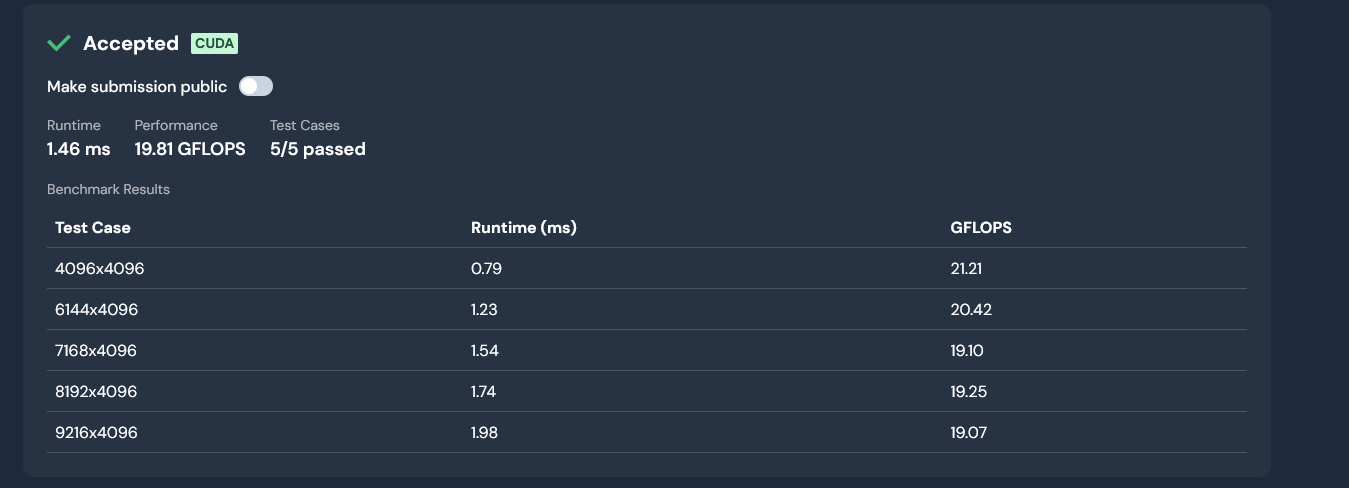 Accepted CUDA
Make submission public
Runtime Performance Test Cases
1.46 ms 19.81 GFLOPS 5/5 passed
Benchmark Results
Test Case Runtime (ms) GFLOPS
4096x4096 0.79 21.21
6144x4096 1.23 20.42
7168x4096 1.54 19.10
8192x4096 1.74 19.25
9216x4096 1.98 19.07